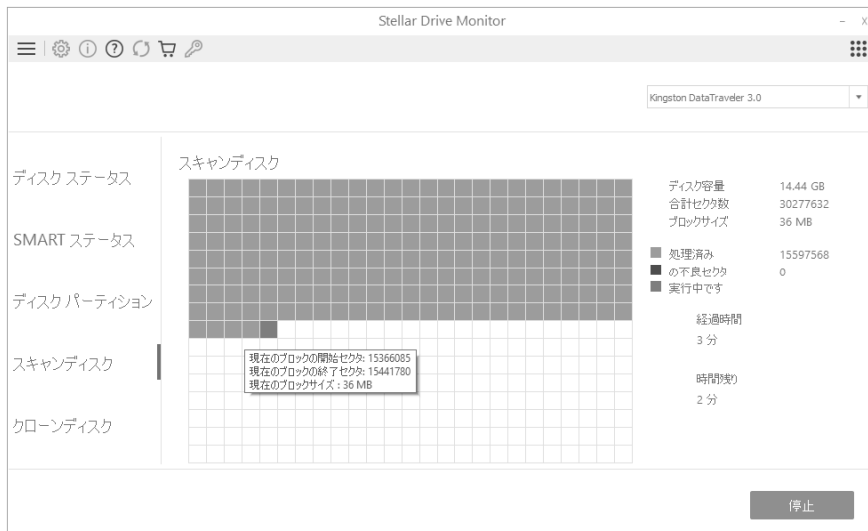 Stellar Drive Monitor
Kingston DataTraveler 3.0
ディスク ステータス
SMART ステータス
ディスク パーティション
スキャンディスク
クローンディスク
スキャンディスク
現在のブロックの開始セクタ: 15366085
現在のブロックの終了セクタ: 15441780
現在のブロックサイズ : 36 MB
ディスク容量 14.44 GB
合計セクタ数 30277632
ブロックサイズ 36 MB
処理済み 15597568
の不良セクタ 0
実行中です
経過時間
3 分
時間残り
2 分
停止